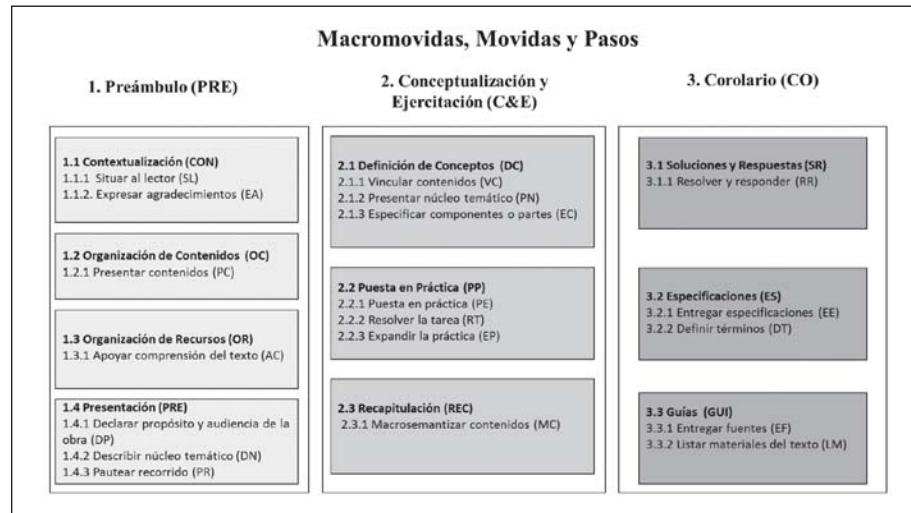 Macromovidas, Movidas y Pasos
1. Preámbulo (PRE)
1.1 Contextualización (CON)
1.1.1 Situar al lector (SL)
1.1.2. Expresar agradecimientos (EA)
1.2 Organización de Contenidos (OC)
1.2.1 Presentar contenidos (PC)
1.3 Organización de Recursos (OR)
1.3.1 Apoyar comprensión del texto (AC)
1.4 Presentación (PRE)
1.4.1 Declarar propósito y audiencia de la
obra (DP)
1.4.2 Describir núcleo temático (DN)
1.4.3 Pautear recorrido (PR)
2. Conceptualización y
Ejercitación (C&E)
2.1 Definición de Conceptos (DC)
2.1.1 Vincular contenidos (VC)
2.1.2 Presentar núcleo temático (PN)
2.1.3 Especificar componentes o partes (EC)
2.2 Puesta en Práctica (PP)
2.2.1 Puesta en práctica (PE)
2.2.2 Resolver la tarea (RT)
2.2.3 Expandir la práctica (EP)
2.3 Recapitulación (REC)
2.3.1 Macrosemantizar contenidos (MC)
3. Corolario (CO)
3.1 Soluciones y Respuestas (SR)
3.1.1 Resolver y responder (RR)
3.2 Especificaciones (ES)
3.2.1 Entregar especificaciones (EE)
3.2.2 Definir términos (DT)
3.3 Guías (GUI)
3.3.1 Entregar fuentes (EF)
3.3.2 Listar materiales del texto (LM)